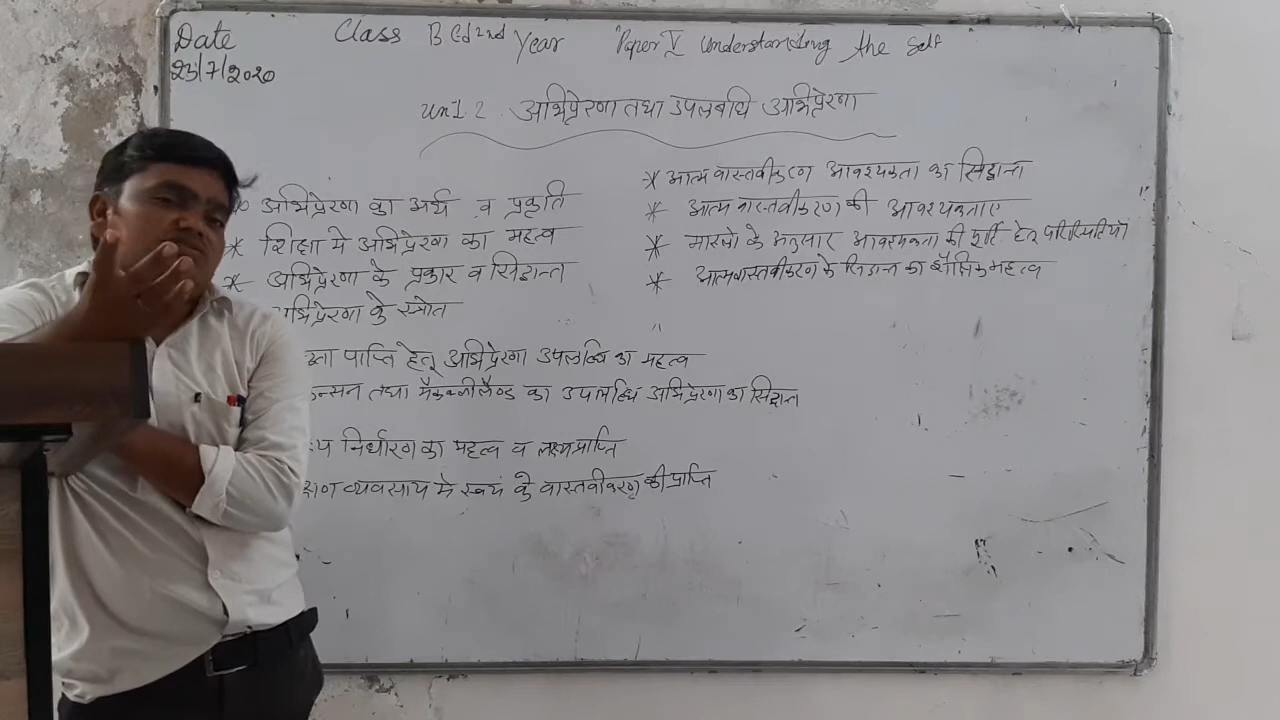 Date
23/7/2020
Class B Ed 2nd Year Paper V Understanding the Self
Unit 2. अभिप्रेरणा तथा उपलब्धि अभिप्रेरणा
अभिप्रेरणा का अर्थ व प्रकृति
* शिक्षा मे अभिप्रेरणा का महत्व
* अभिप्रेरणा के प्रकार व सिद्धान्त
के स्त्रोत
प्राप्ति हेतू अभिप्रेरणा उपलब्धि का महत्व
तथा का उपलब्धि अभिप्रेरणा का सिद्धान्त
निर्धारण का महत्व व लक्ष्यप्राप्ति
व्यवसाय मे स्वयं के वास्तवीकरण की प्राप्ति
* आत्म वास्तवीकरण आवश्यकता का सिद्धान्त
* आत्म वास्तवीकरण की आवश्यकताए
* के अनुसार आवश्यकता की पूर्ति हेतू परिस्थितियाँ
* आत्मवास्तवीकरण के सिद्धान्त का शैक्षिक महत्व